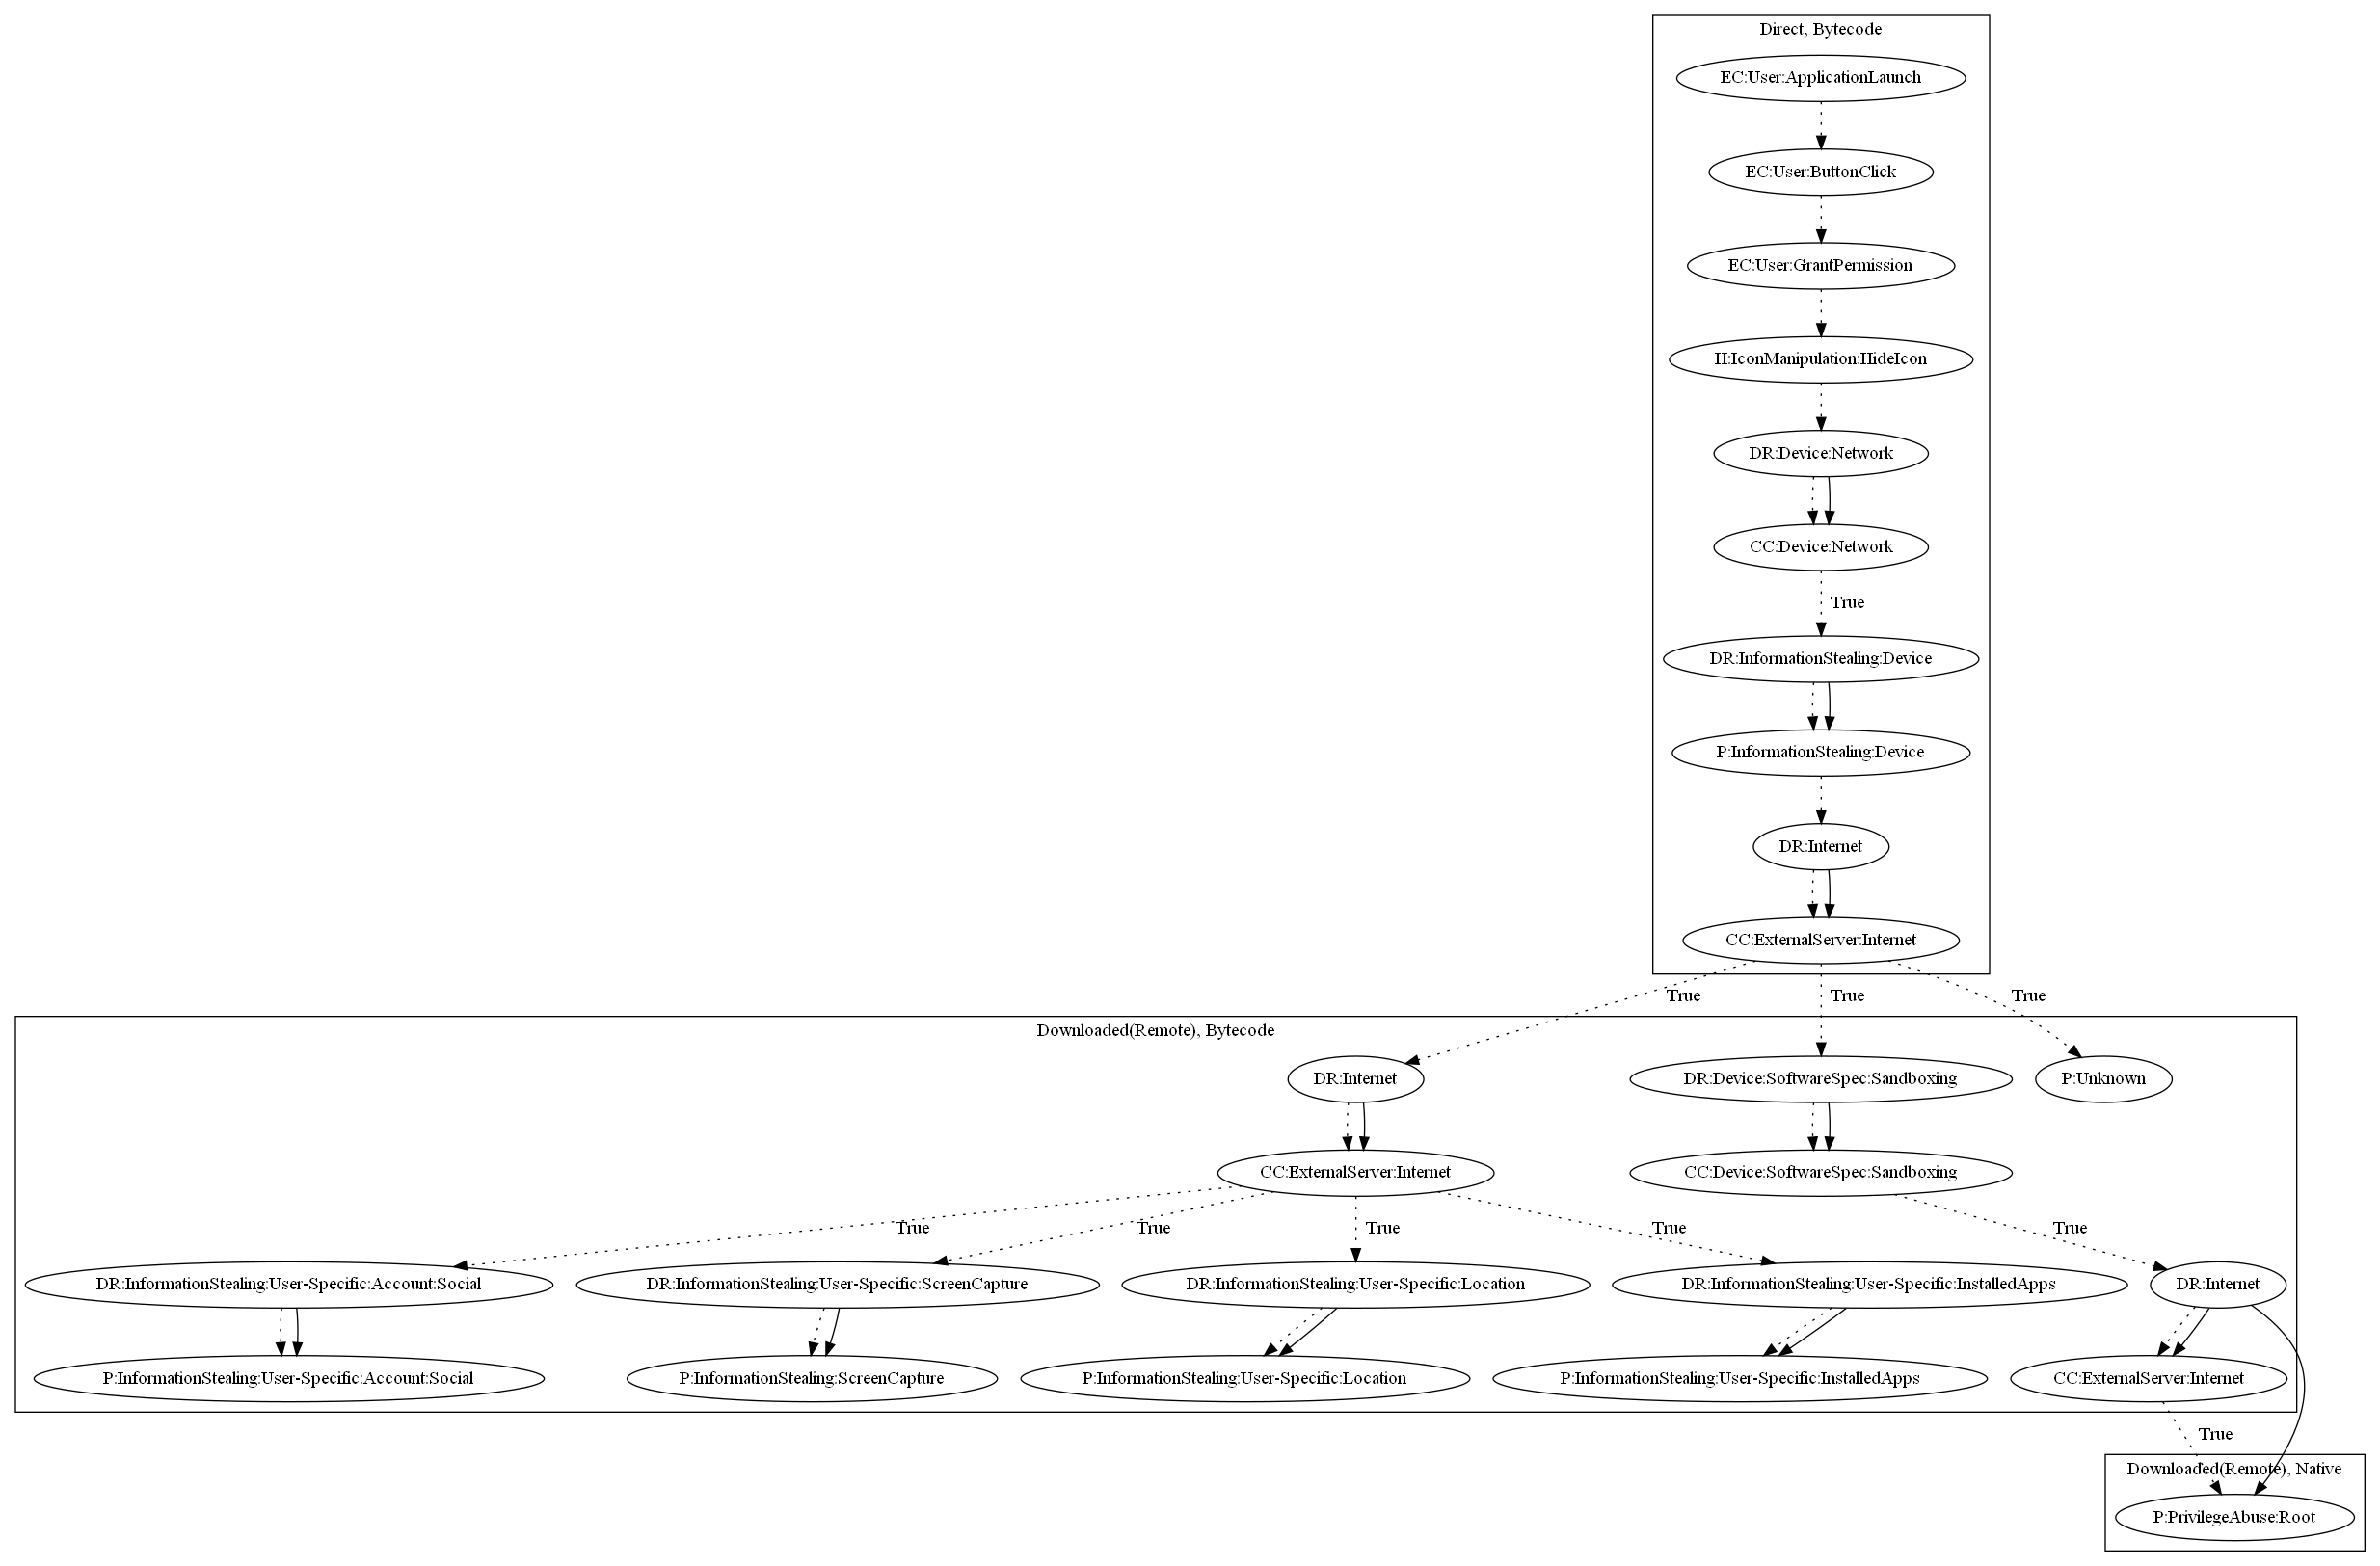 Direct, Bytecode
EC:User:ApplicationLaunch
EC:User:ButtonClick
EC:User:GrantPermission
H:IconManipulation:HideIcon
DR:Device:Network
CC:Device:Network
True
DR:InformationStealing:Device
P:InformationStealing:Device
DR:Internet
CC:ExternalServer:Internet
True
True
True
Downloaded(Remote), Bytecode
DR:Internet
DR:Device:SoftwareSpec:Sandboxing
P:Unknown
CC:ExternalServer:Internet
CC:Device:SoftwareSpec:Sandboxing
True
True
True
True
True
DR:InformationStealing:User-Specific:Account:Social
DR:InformationStealing:User-Specific:ScreenCapture
DR:InformationStealing:User-Specific:Location
DR:InformationStealing:User-Specific:InstalledApps
DR:Internet
P:InformationStealing:User-Specific:Account:Social
P:InformationStealing:ScreenCapture
P:InformationStealing:User-Specific:Location
P:InformationStealing:User-Specific:InstalledApps
CC:ExternalServer:Internet
True
Downloaded(Remote), Native
P:PrivilegeAbuse:Root